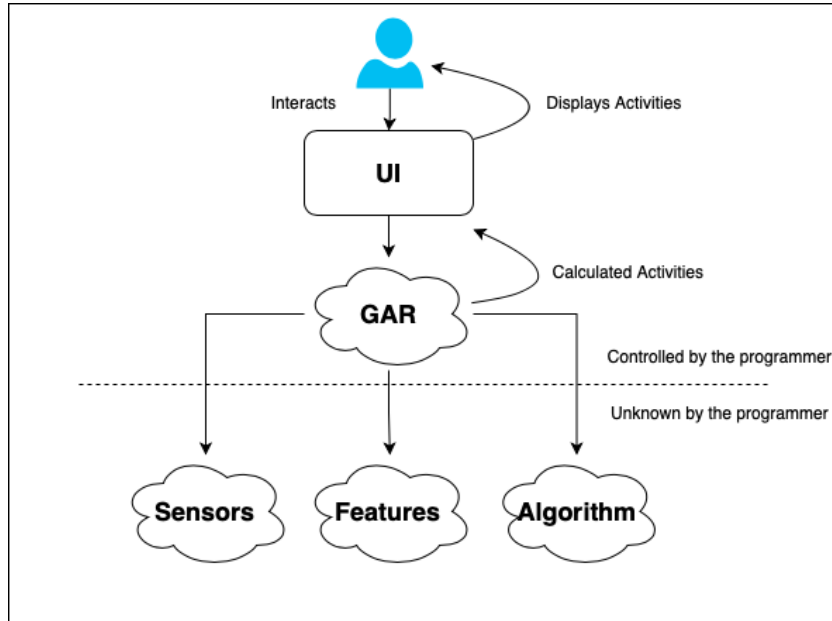 Interacts
Displays Activities
UI
Calculated Activities
GAR
Controlled by the programmer
Unknown by the programmer
Sensors
Features
Algorithm